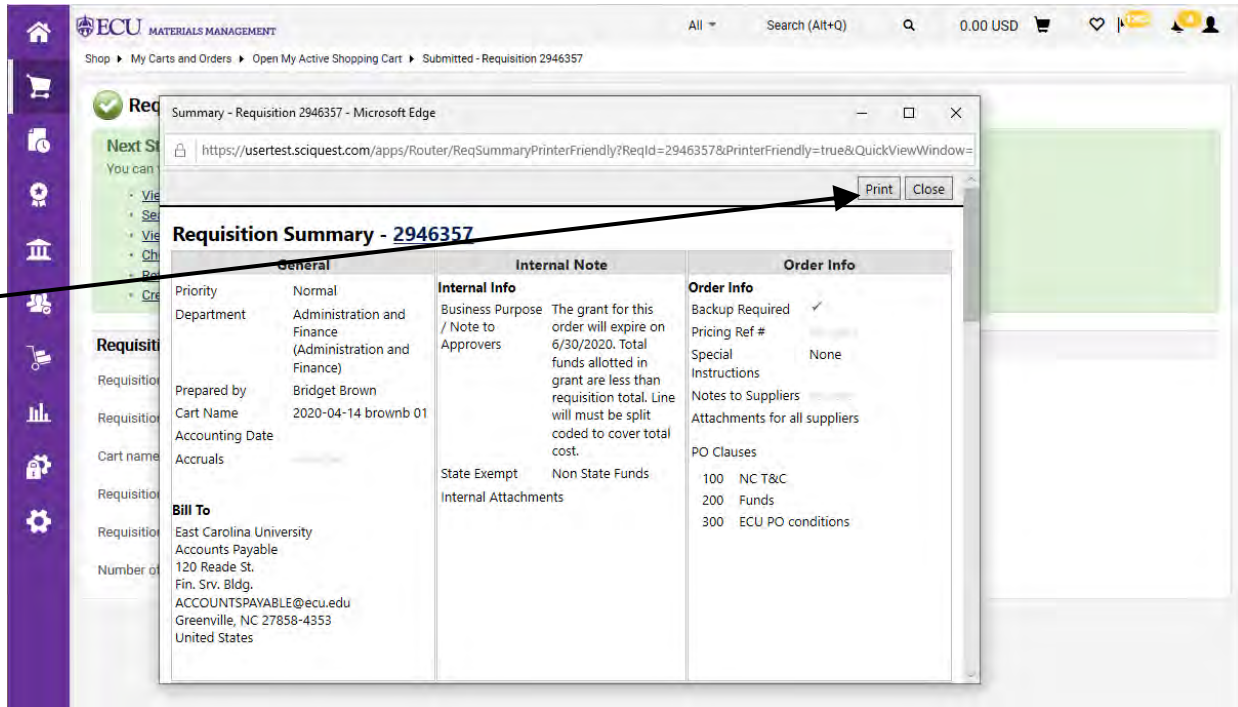 ECU MATERIALS MANAGEMENT
All
Search (Alt+Q)
0.00 USD
Shop ▸ My Carts and Orders ▸ Open My Active Shopping Cart ▸ Submitted - Requisition 2946357
Req
Summary - Requisition 2946357 - Microsoft Edge
Next St
https://usertest.sciquest.com/apps/Router/ReqSummaryPrinterFriendly?ReqId=2946357&PrinterFriendly=true&QuickViewWindow=
You can
Print Close
Vie
Sea
Vie
Ch
Cre
Requisition Summary - 2946357
General
Priority Normal
Department Administration and
Finance
(Administration and
Finance)
Prepared by Bridget Brown
Cart Name 2020-04-14 brownb 01
Accounting Date
Accruals
Bill To
East Carolina University
Accounts Payable
120 Reade St.
Fin. Srv. Bldg.
ACCOUNTSPAYABLE@ecu.edu
Greenville, NC 27858-4353
United States
Internal Note
Internal Info
Business Purpose The grant for this
/ Note to order will expire on
Approvers 6/30/2020. Total
funds allotted in
grant are less than
requisition total. Line
will must be split
coded to cover total
cost.
State Exempt Non State Funds
Internal Attachments
Order Info
Order Info
Backup Required ✓
Pricing Ref #
Special None
Instructions
Notes to Suppliers
Attachments for all suppliers
PO Clauses
100 NC T&C
200 Funds
300 ECU PO conditions
Requisiti
Requisition
Requisition
Cart name
Requisition
Requisition
Number of